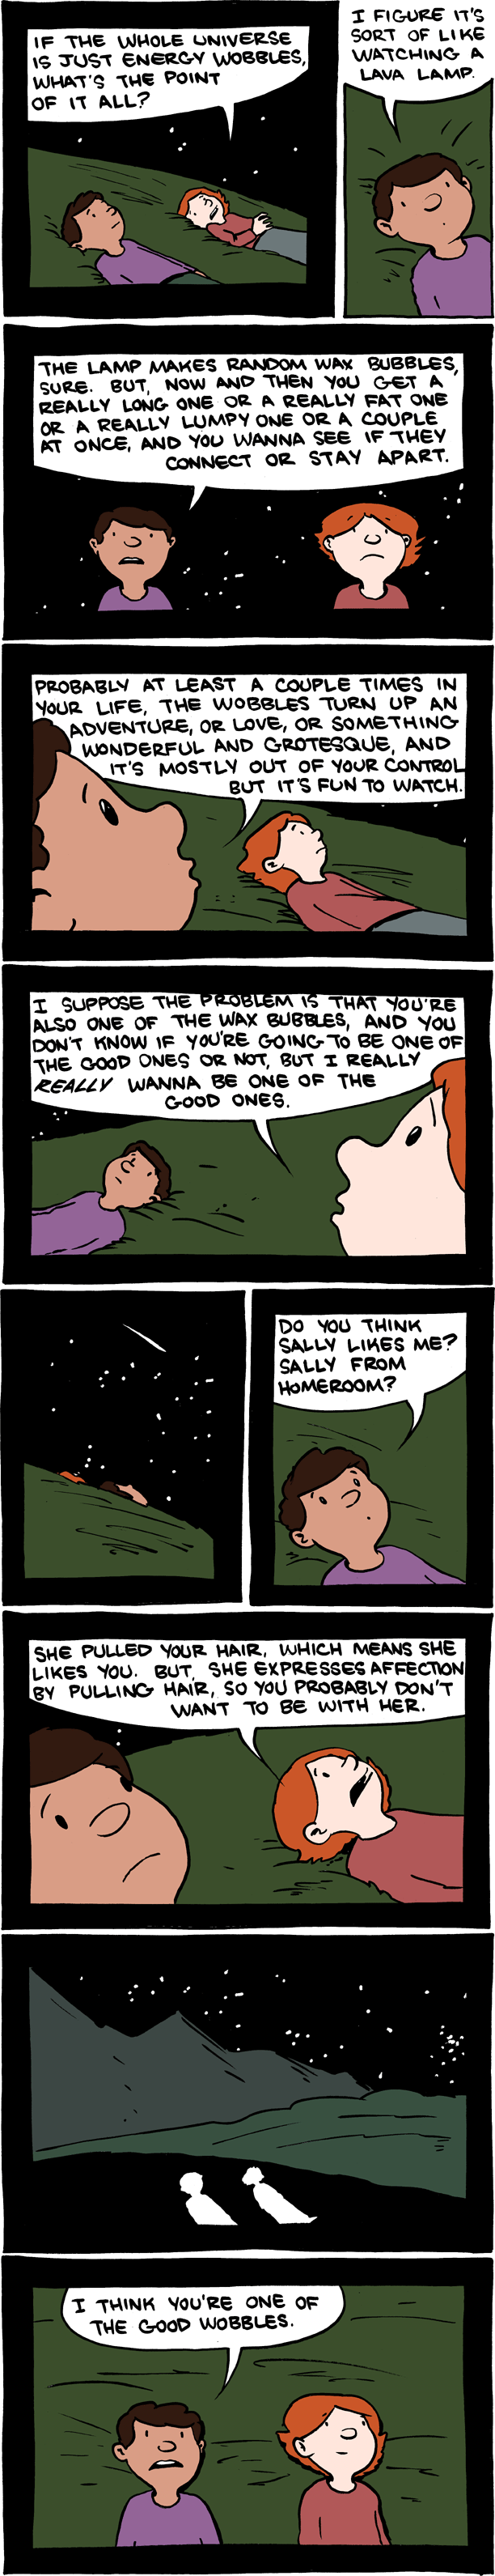 IF THE WHOLE UNIVERSE
IS JUST ENERGY WOBBLES,
WHAT'S THE POINT
OF IT ALL?
I FIGURE IT'S
SORT OF LIKE
WATCHING A
LAVA LAMP.
THE LAMP MAKES RANDOM WAX BUBBLES,
SURE. BUT, NOW AND THEN YOU GET A
REALLY LONG ONE OR A REALLY FAT ONE
OR A REALLY LUMPY ONE OR A COUPLE
AT ONCE, AND YOU WANNA SEE IF THEY
CONNECT OR STAY APART.
PROBABLY AT LEAST A COUPLE TIMES IN
YOUR LIFE, THE WOBBLES TURN UP AN
ADVENTURE, OR LOVE, OR SOMETHING
WONDERFUL AND GROTESQUE, AND
IT'S MOSTLY OUT OF YOUR CONTROL
BUT IT'S FUN TO WATCH.
I SUPPOSE THE PROBLEM IS THAT YOU'RE
ALSO ONE OF THE WAX BUBBLES, AND YOU
DON'T KNOW IF YOU'RE GOING TO BE ONE OF
THE GOOD ONES OR NOT, BUT I REALLY
REALLY WANNA BE ONE OF THE
GOOD ONES.
DO YOU THINK
SALLY LIKES ME?
SALLY FROM
HOMEROOM?
SHE PULLED YOUR HAIR, WHICH MEANS SHE
LIKES YOU. BUT, SHE EXPRESSES AFFECTION
BY PULLING HAIR, SO YOU PROBABLY DON'T
WANT TO BE WITH HER.
I THINK YOU'RE ONE OF
THE GOOD WOBBLES.